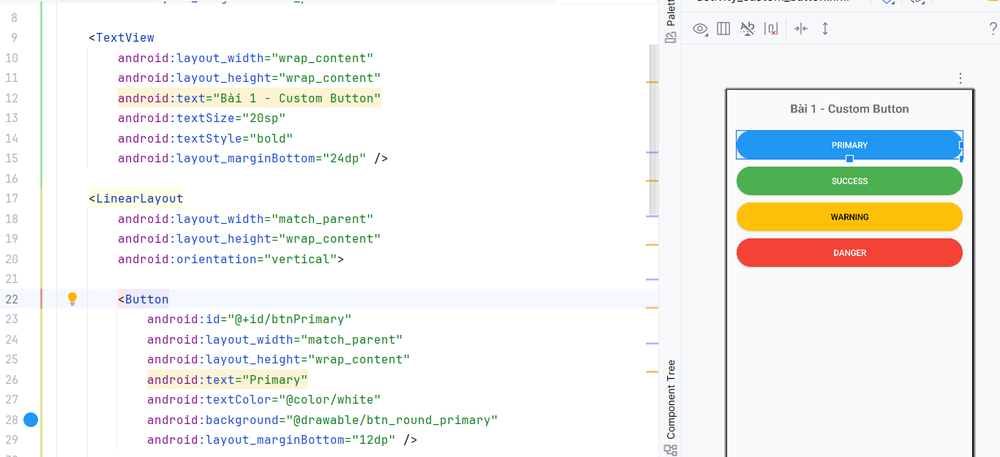 8
9 <TextView
10 android:layout_width="wrap_content"
11 android:layout_height="wrap_content"
12 android:text="Bài 1 - Custom Button"
13 android:textSize="20sp"
14 android:textStyle="bold"
15 android:layout_marginBottom="24dp" />
16
17 <LinearLayout
18 android:layout_width="match_parent"
19 android:layout_height="wrap_content"
20 android:orientation="vertical">
21
22 <Button
23 android:id="@+id/btnPrimary"
24 android:layout_width="match_parent"
25 android:layout_height="wrap_content"
26 android:text="Primary"
27 android:textColor="@color/white"
28 android:background="@drawable/btn_round_primary"
29 android:layout_marginBottom="12dp" />
Component Tree
?
Bài 1 - Custom Button
PRIMARY
SUCCESS
WARNING
DANGER